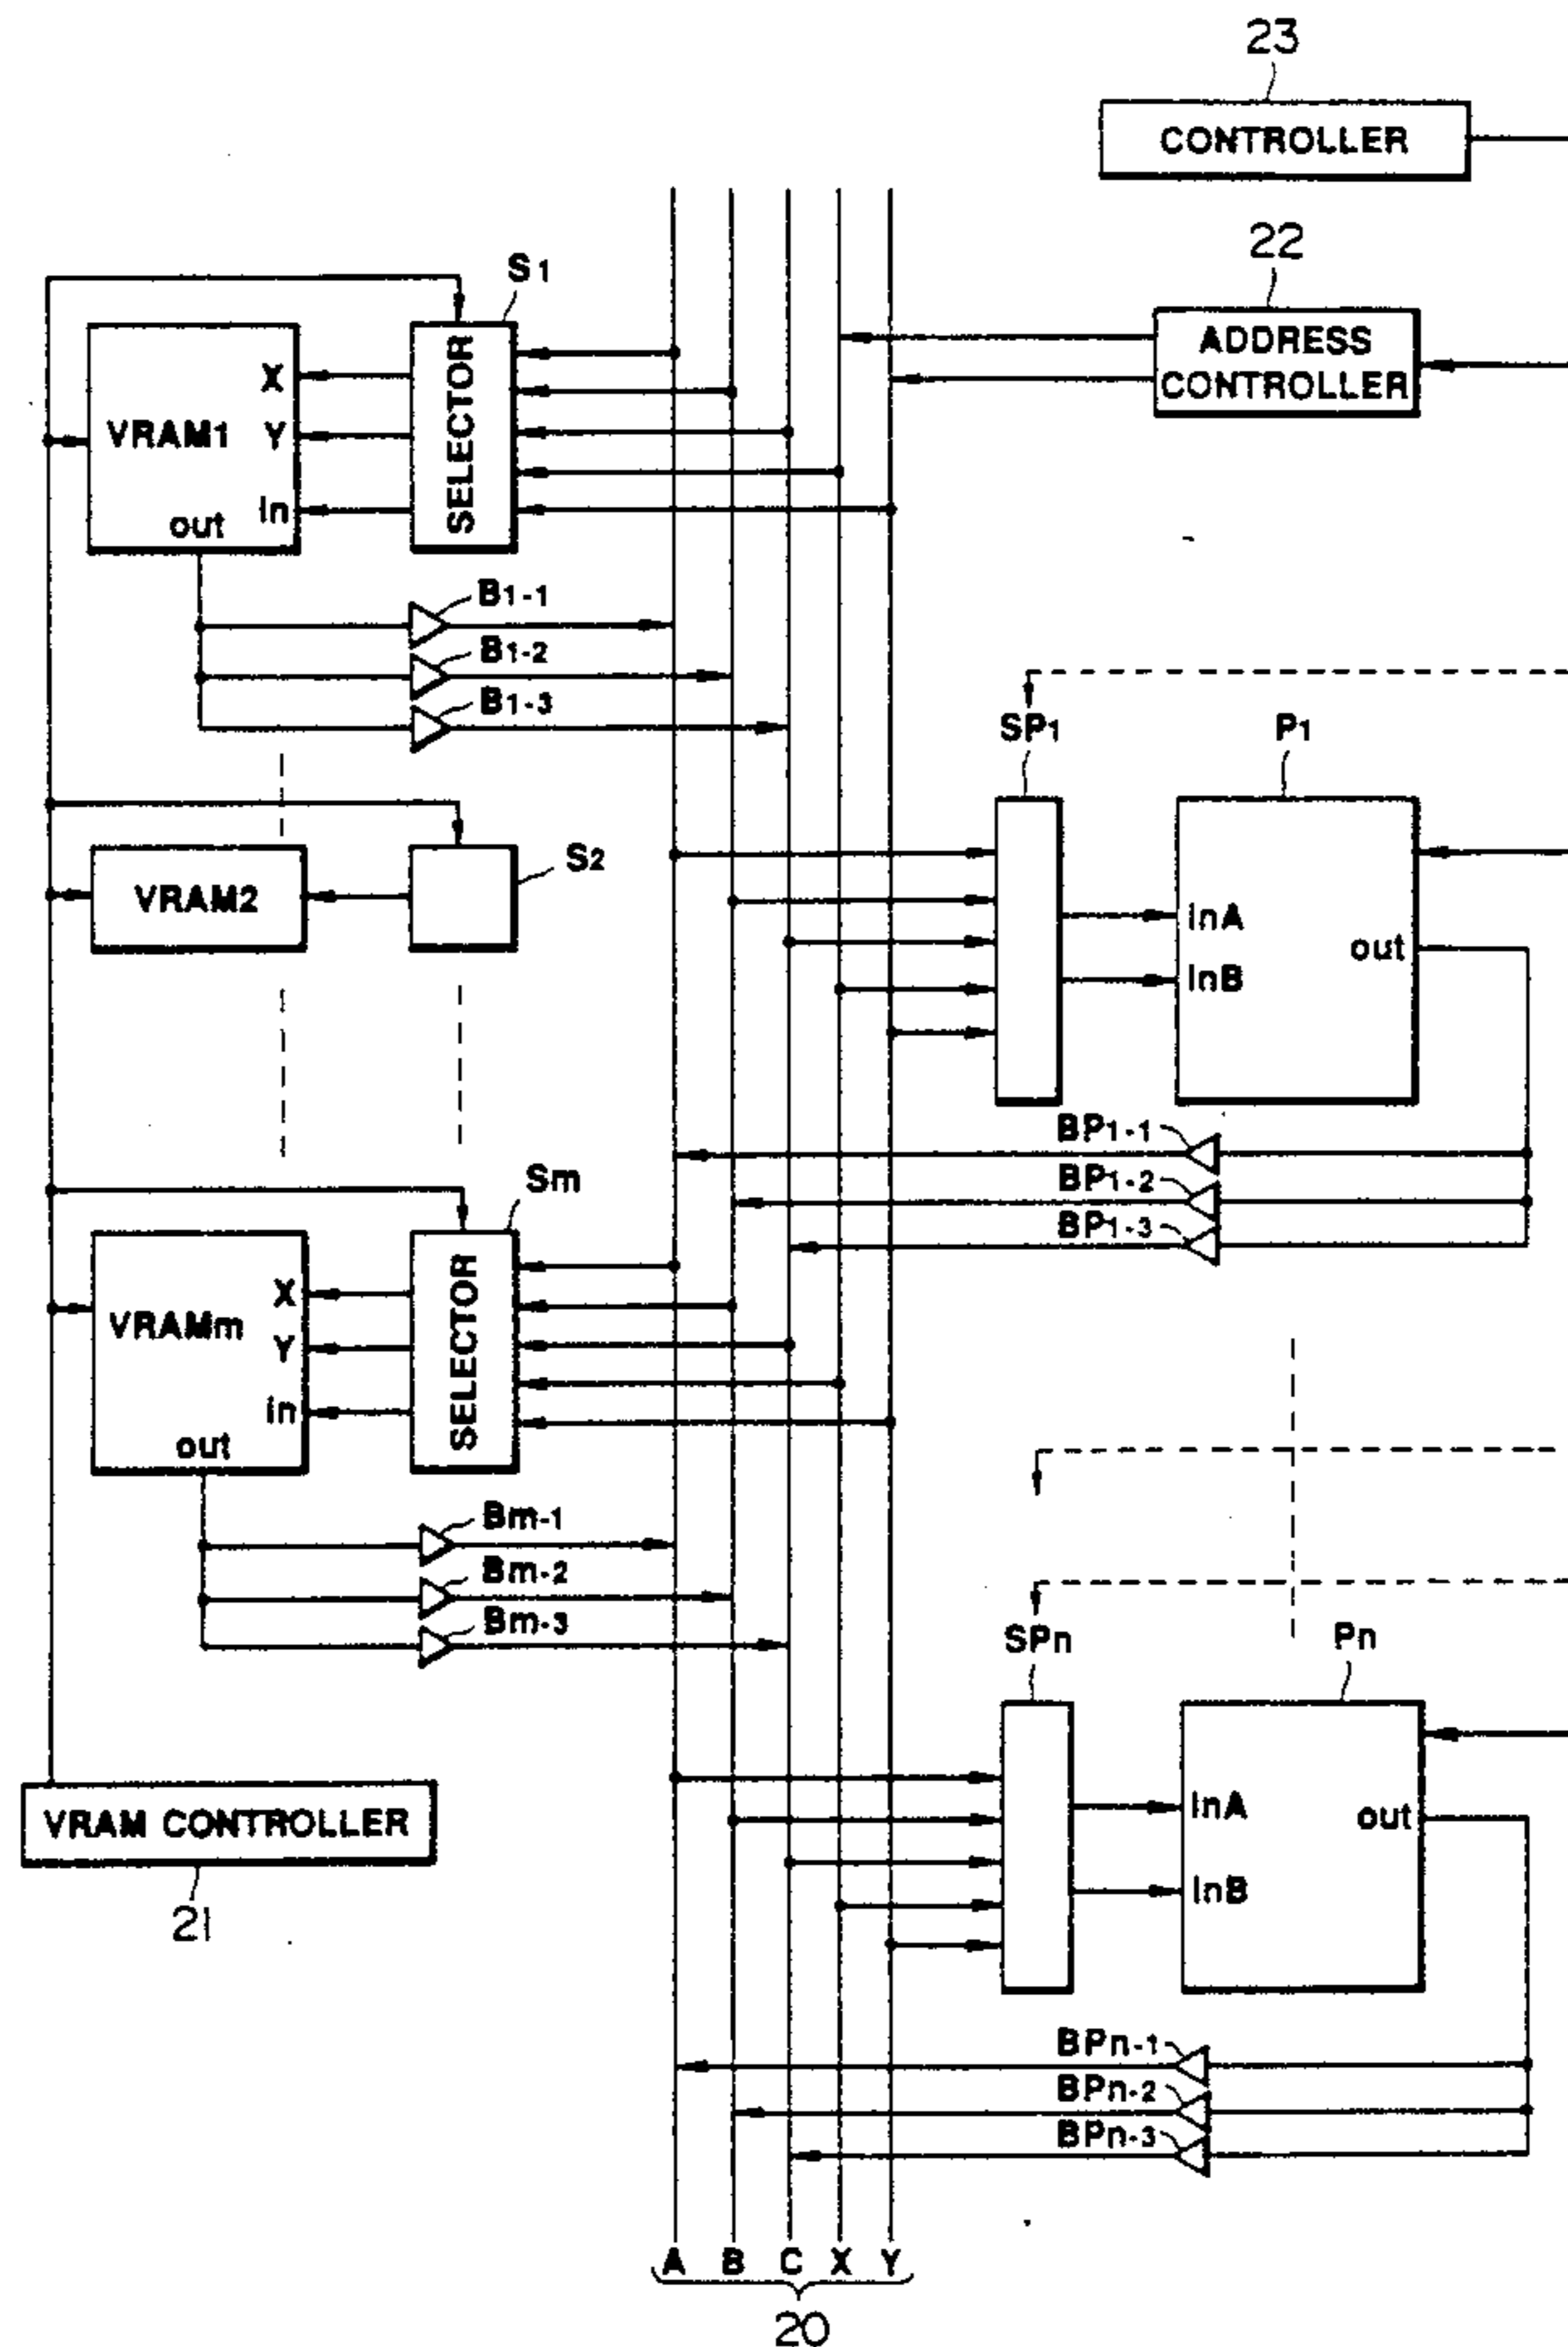 23
CONTROLLER
22
ADDRESS
CONTROLLER
S1
SELECTOR
X
VRAM1
Y
in
out
B1-1
B1-2
B1-3
SP1
P1
S2
VRAM2
InA
out
InB
BP1-1
BP1-2
BP1-3
Sm
SELECTOR
X
VRAMm
Y
in
out
Bm-1
Bm-2
Bm-3
SPn
Pn
InA
out
InB
VRAM CONTROLLER
21
BPn-1
BPn-2
BPn-3
A B C X Y
20